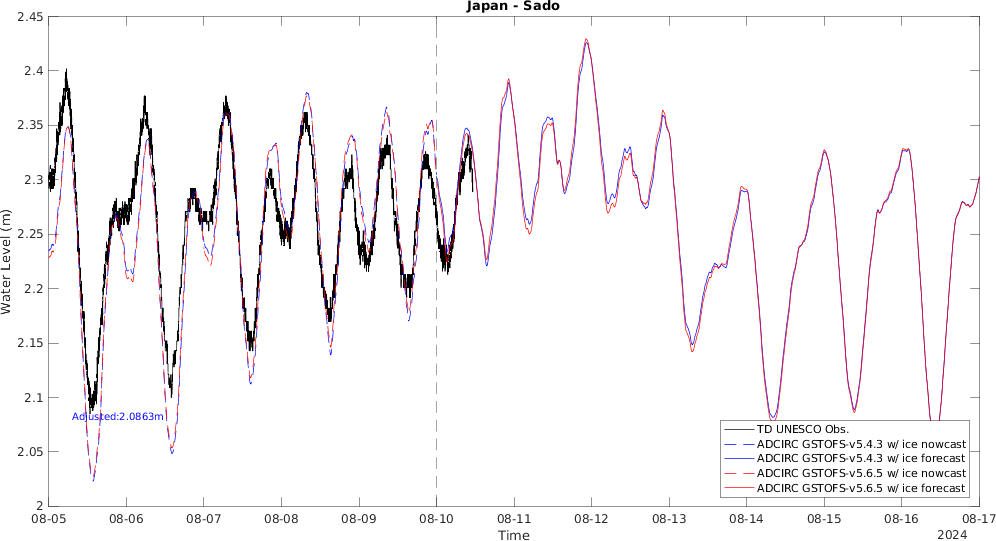 Japan - Sado
2.45
2.4
2.35
2.3
2.25
2.2
2.15
2.1
2.05
2
Water Level (m)
Adjusted:2.0863m
TD UNESCO Obs.
ADCIRC GSTOFS-v5.4.3 w/ ice nowcast
ADCIRC GSTOFS-v5.4.3 w/ ice forecast
ADCIRC GSTOFS-v5.6.5 w/ ice nowcast
ADCIRC GSTOFS-v5.6.5 w/ ice forecast
08-05 08-06 08-07 08-08 08-09 08-10 08-11 08-12 08-13 08-14 08-15 08-16 08-17
Time
2024